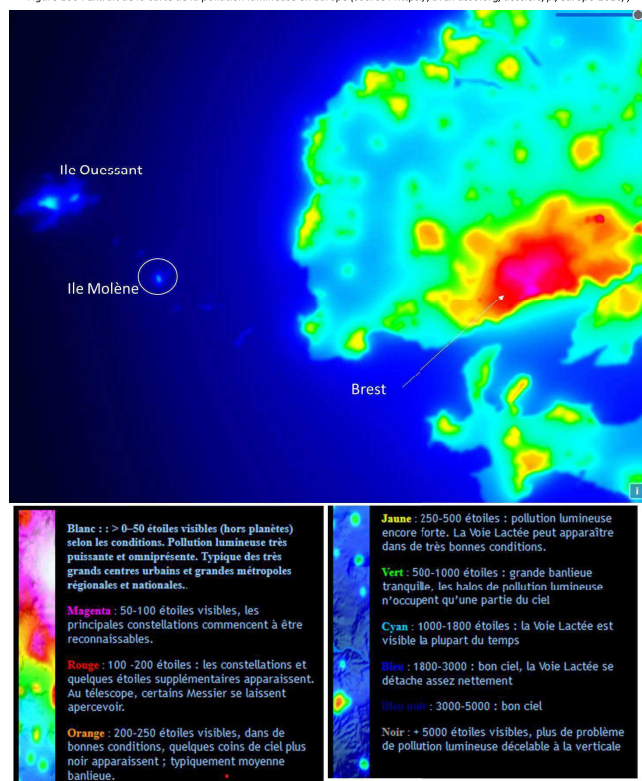 Ile Ouessant
Ile Molène
Brest
Blanc : : > 0–50 étoiles visibles (hors planètes)
selon les conditions. Pollution lumineuse très
puissante et omniprésente. Typique des très
grands centres urbains et grandes métropoles
régionales et nationales..
Magenta : 50-100 étoiles visibles, les
principales constellations commencent à être
reconnaissables.
Rouge : 100 -200 étoiles : les constellations et
quelques étoiles supplémentaires apparaissent.
Au télescope, certains Messier se laissent
apercevoir.
Orange : 200-250 étoiles visibles, dans de
bonnes conditions, quelques coins de ciel plus
noir apparaissent ; typiquement moyenne
banlieue.
Jaune : 250-500 étoiles : pollution lumineuse
encore forte. La Voie Lactée peut apparaître
dans de très bonnes conditions.
Vert : 500-1000 étoiles : grande banlieue
tranquille, les halos de pollution lumineuse
n'occupent qu'une partie du ciel
Cyan : 1000-1800 étoiles : la Voie Lactée est
visible la plupart du temps
Bleu : 1800-3000 : bon ciel, la Voie Lactée se
détache assez nettement
Bleu nuit : 3000-5000 : bon ciel
Noir : + 5000 étoiles visibles, plus de problème
de pollution lumineuse décelable à la verticale